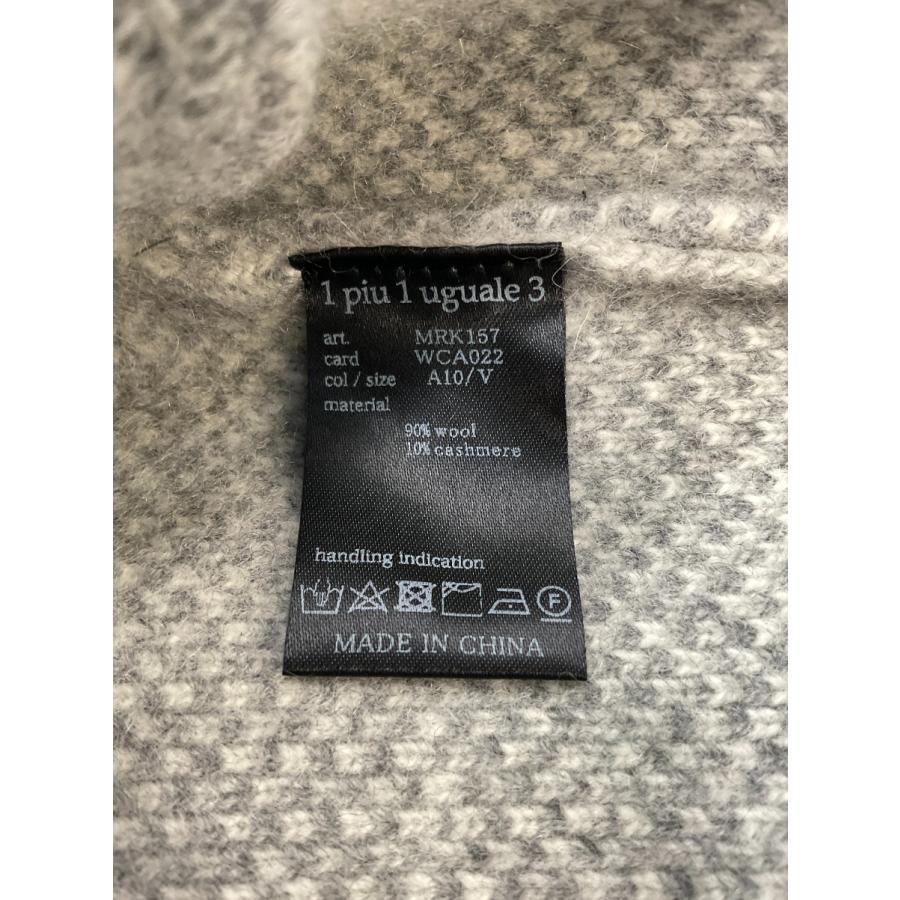 1 piu 1 uguale 3
art. MRK157
card WCA022
col / size A10/V
material
90% wool
10% cashmere
handling indication
F
MADE IN CHINA